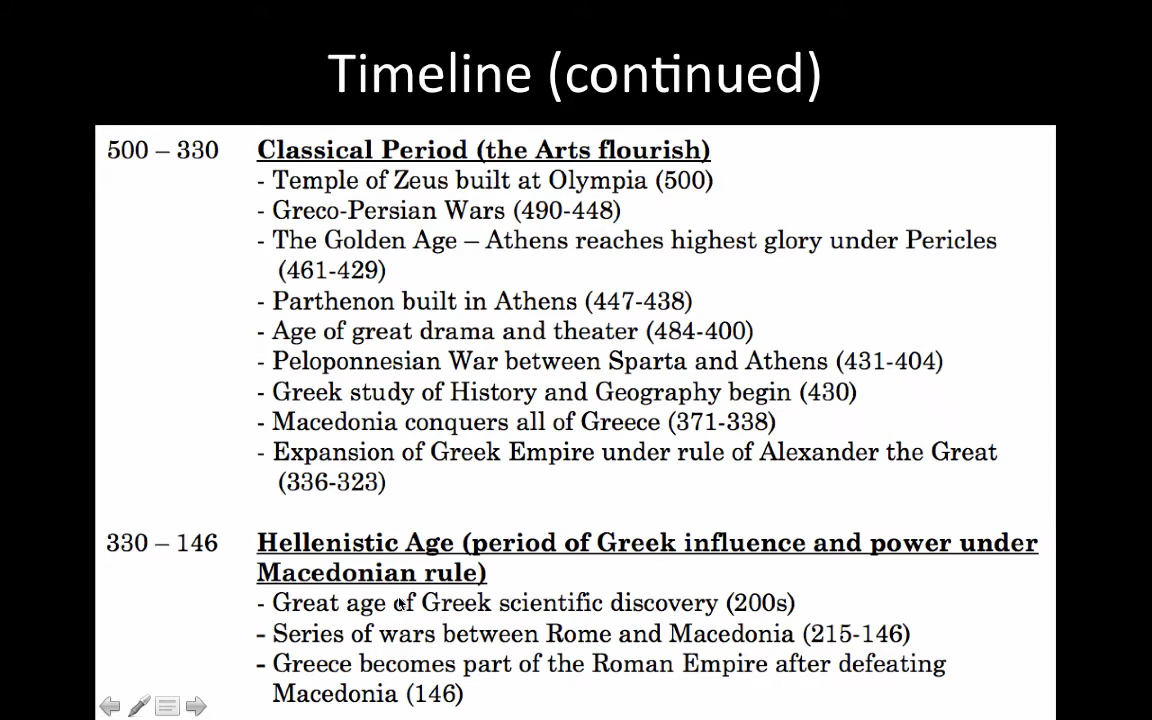 Timeline (continued)
500 – 330 Classical Period (the Arts flourish)
- Temple of Zeus built at Olympia (500)
- Greco-Persian Wars (490-448)
- The Golden Age – Athens reaches highest glory under Pericles
(461-429)
- Parthenon built in Athens (447-438)
- Age of great drama and theater (484-400)
- Peloponnesian War between Sparta and Athens (431-404)
- Greek study of History and Geography begin (430)
- Macedonia conquers all of Greece (371-338)
- Expansion of Greek Empire under rule of Alexander the Great
(336-323)
330 – 146 Hellenistic Age (period of Greek influence and power under
Macedonian rule)
- Great age of Greek scientific discovery (200s)
- Series of wars between Rome and Macedonia (215-146)
- Greece becomes part of the Roman Empire after defeating
Macedonia (146)